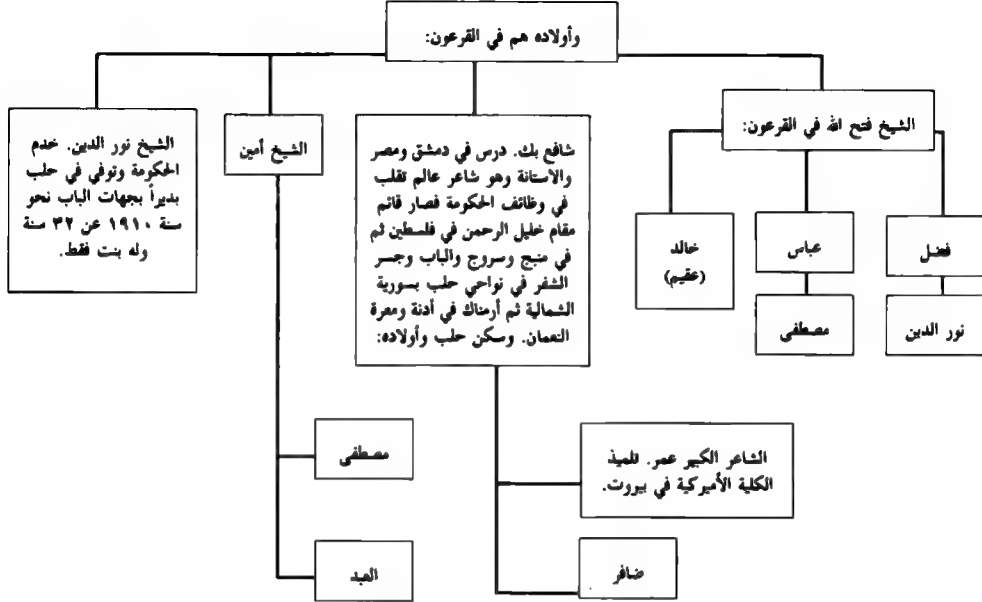 وأولاده هم في القرعون:
الشيخ فتح الله في القرعون:
فضل
نور الدين
عباس
مصطفى
خالد
(عقيم)
شافع بك. درس في دمشق ومصر
والاستانة وهو شاعر عالم تقلب
في وظائف الحكومة فصار قائم
مقام خليل الرحمن في فلسطين ثم
في منبج وسروج والباب وجسر
الشغر في نواحي حلب بسورية
الشمالية ثم أرمناك في أدنة ومعرة
النعمان. وسكن حلب وأولاده:
الشاعر الكبير عمر. تلميذ
الكلية الأميركية في بيروت.
ضافر
الشيخ أمين
مصطفى
العبد
الشيخ نور الدين. خدم
الحكومة وتوفي في حلب
بديراً بجهات الباب نحو
سنة ١٩١٠ عن ٣٢ سنة
وله بنت فقط.